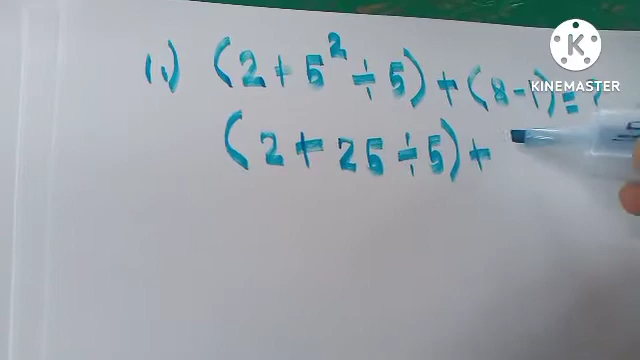 1.) (2 + 5² ÷ 5) + (8 - 1) = ?
(2 + 25 ÷ 5) +
KINEMASTER